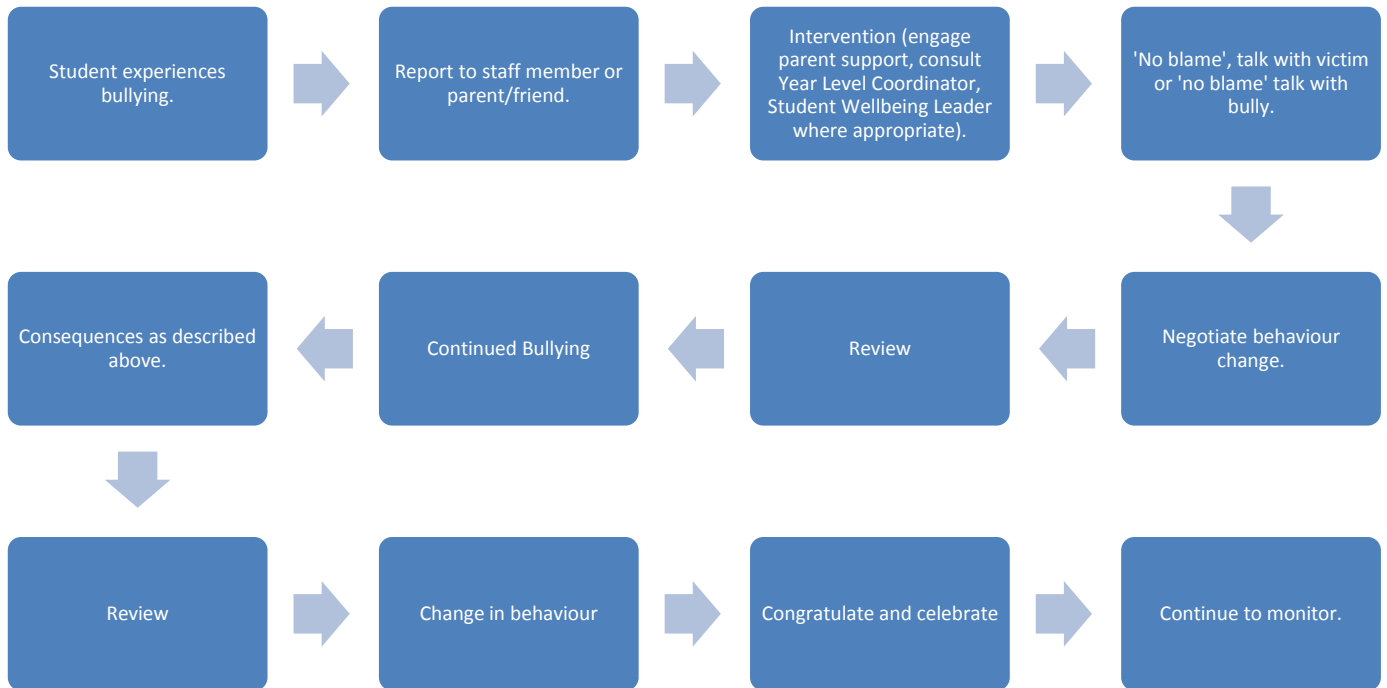 Student experiences
bullying.
Report to staff member or
parent/friend.
Intervention (engage
parent support, consult
Year Level Coordinator,
Student Wellbeing Leader
where appropriate).
'No blame', talk with victim
or 'no blame' talk with
bully.
Negotiate behaviour
change.
Review
Continued Bullying
Consequences as described
above.
Review
Change in behaviour
Congratulate and celebrate
Continue to monitor.